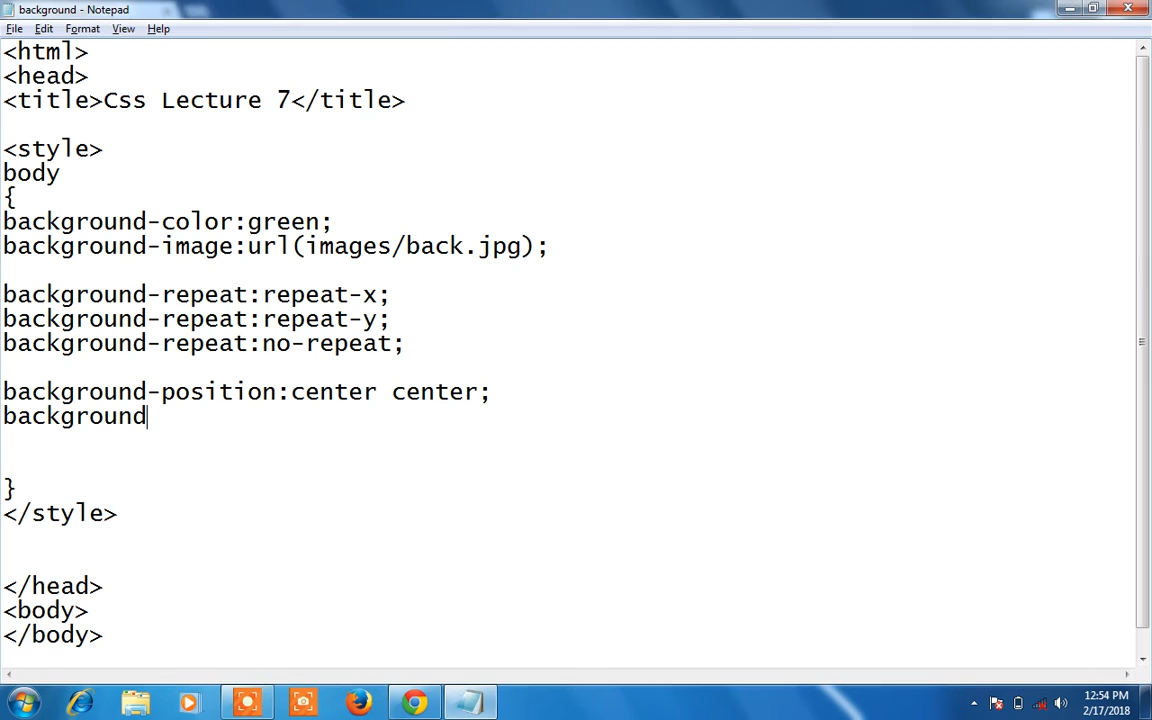 background - Notepad
File Edit Format View Help
<html>
<head>
<title>Css Lecture 7</title>
<style>
body
{
background-color:green;
background-image:url(images/back.jpg);
background-repeat:repeat-x;
background-repeat:repeat-y;
background-repeat:no-repeat;
background-position:center center;
background
}
</style>
</head>
<body>
</body>
12:54 PM
2/17/2018